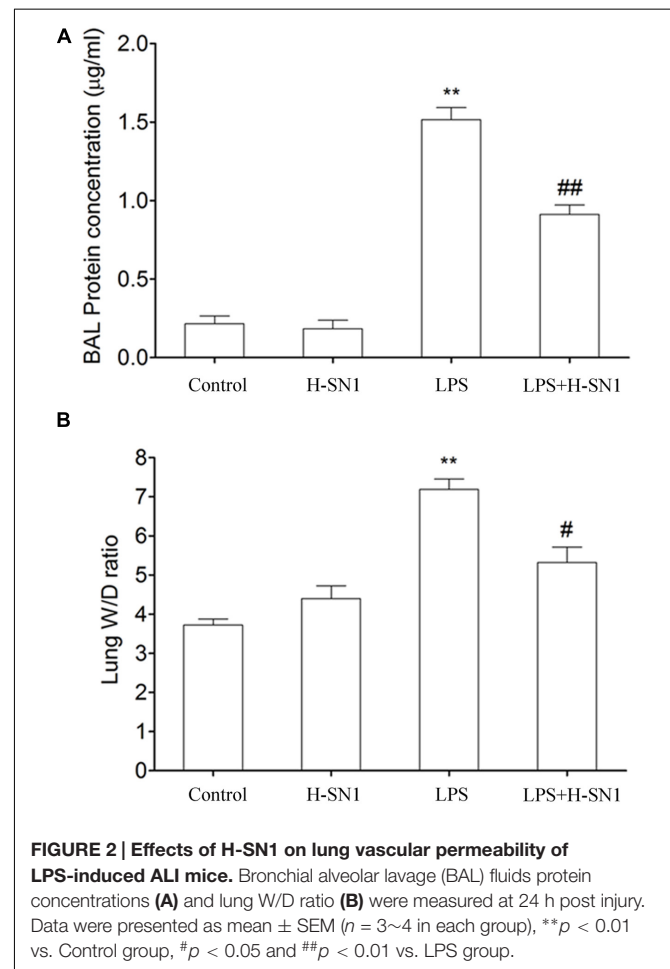 A
BAL Protein concentration (µg/ml)
2.0
1.5
1.0
0.5
0.0
**
##
Control H-SN1 LPS LPS+H-SN1
B
Lung W/D ratio
8
7
6
5
4
3
2
1
0
**
#
Control H-SN1 LPS LPS+H-SN1
FIGURE 2 | Effects of H-SN1 on lung vascular permeability of
LPS-induced ALI mice. Bronchial alveolar lavage (BAL) fluids protein
concentrations (A) and lung W/D ratio (B) were measured at 24 h post injury.
Data were presented as mean ± SEM (n = 3~4 in each group), **p < 0.01
vs. Control group, #p < 0.05 and ##p < 0.01 vs. LPS group.